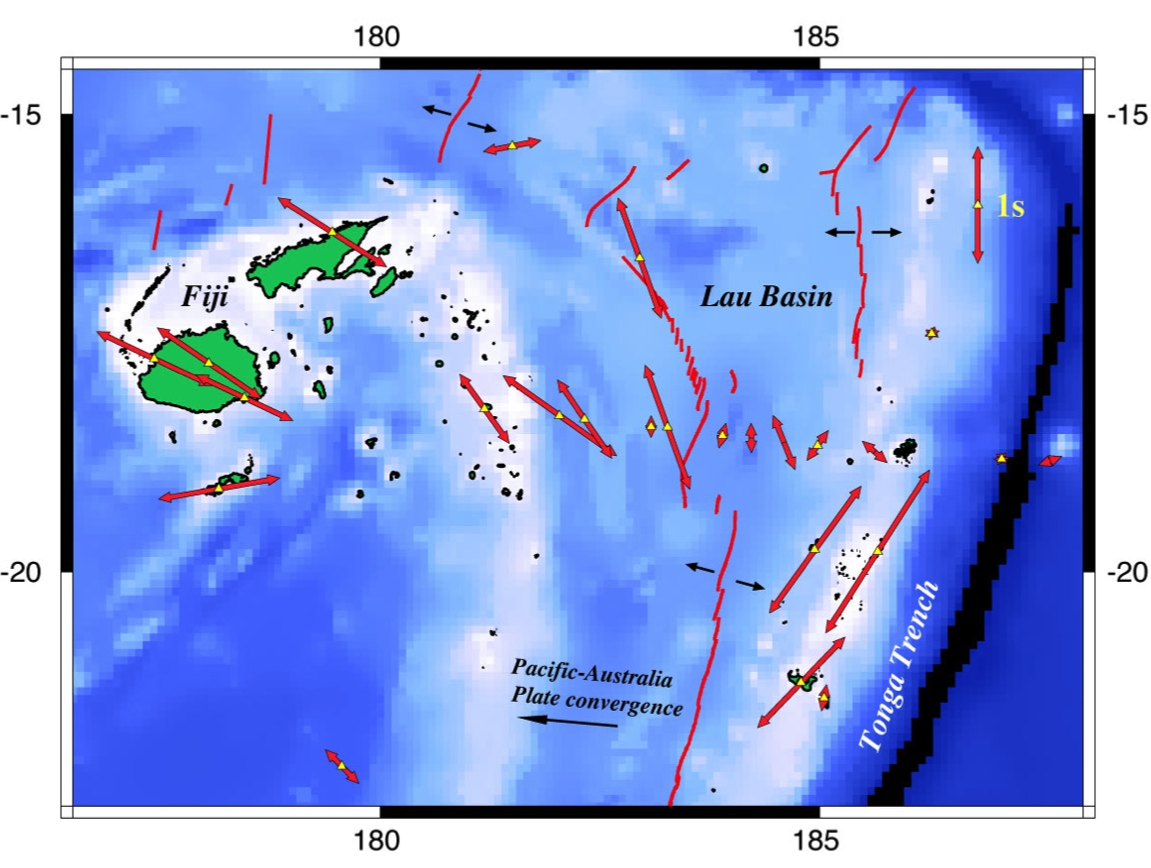 180 185
-15 -15
1s
Fiji Lau Basin
-20 -20
Tonga Trench
Pacific-Australia
Plate convergence
180 185